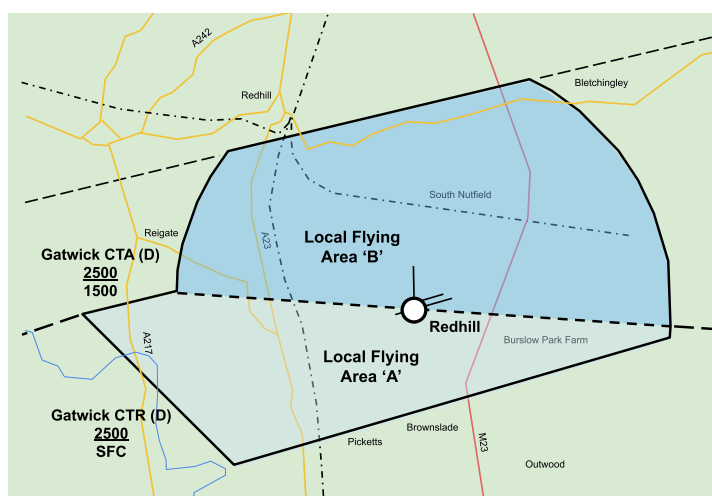 A242
Bletchingley
Redhill
South Nutfield
Reigate
A23
Local Flying
Area ‘B’
Gatwick CTA (D)
2500
1500
Redhill
A217
Burslow Park Farm
Local Flying
Area ‘A’
Gatwick CTR (D)
2500
SFC
Brownslade
Picketts
M23
Outwood